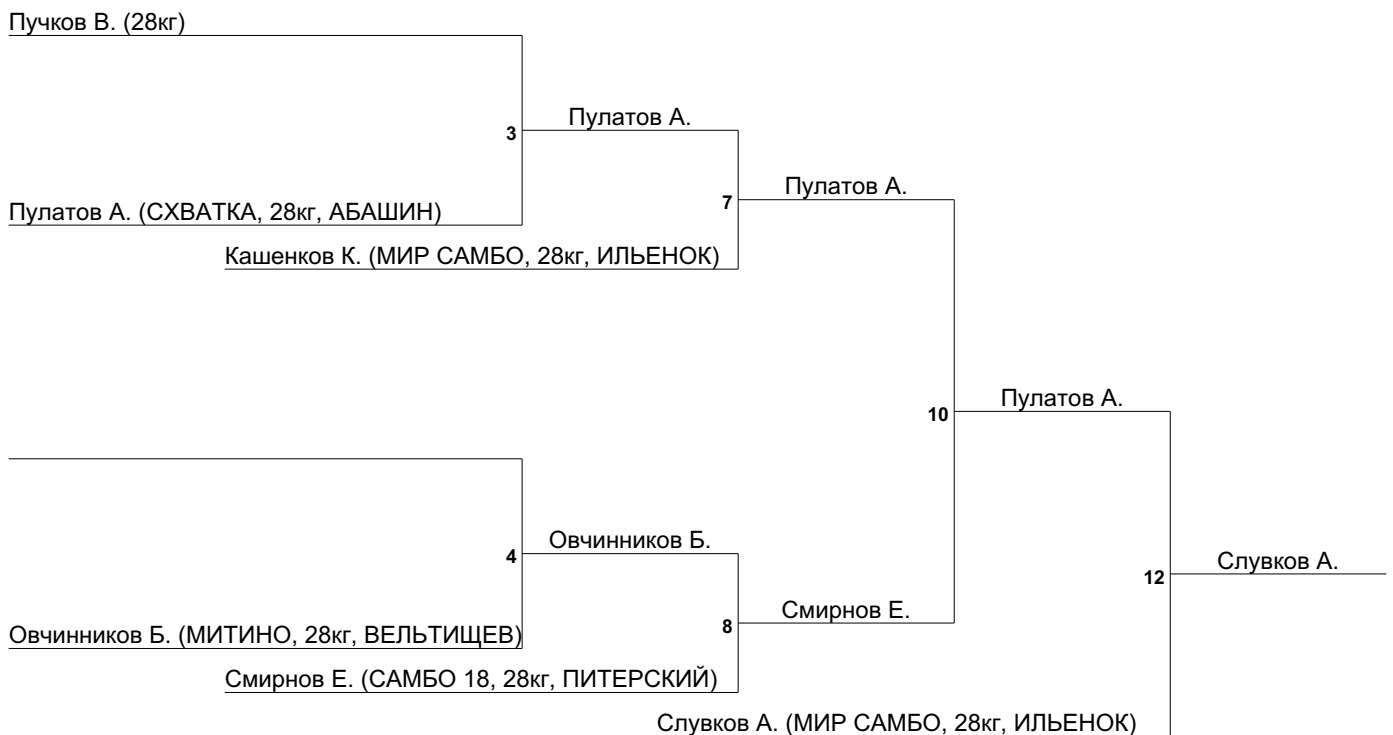 Пучков В. (28кг)
3
Пулатов А.
7
Пулатов А.
Пулатов А. (СХВАТКА, 28кг, АБАШИН)
Кашенков К. (МИР САМБО, 28кг, ИЛЬЕНОК)
10
Пулатов А.
4
Овчинников Б.
12
Слувков А.
8
Смирнов Е.
Овчинников Б. (МИТИНО, 28кг, ВЕЛЬТИЩЕВ)
Смирнов Е. (САМБО 18, 28кг, ПИТЕРСКИЙ)
Слувков А. (МИР САМБО, 28кг, ИЛЬЕНОК)